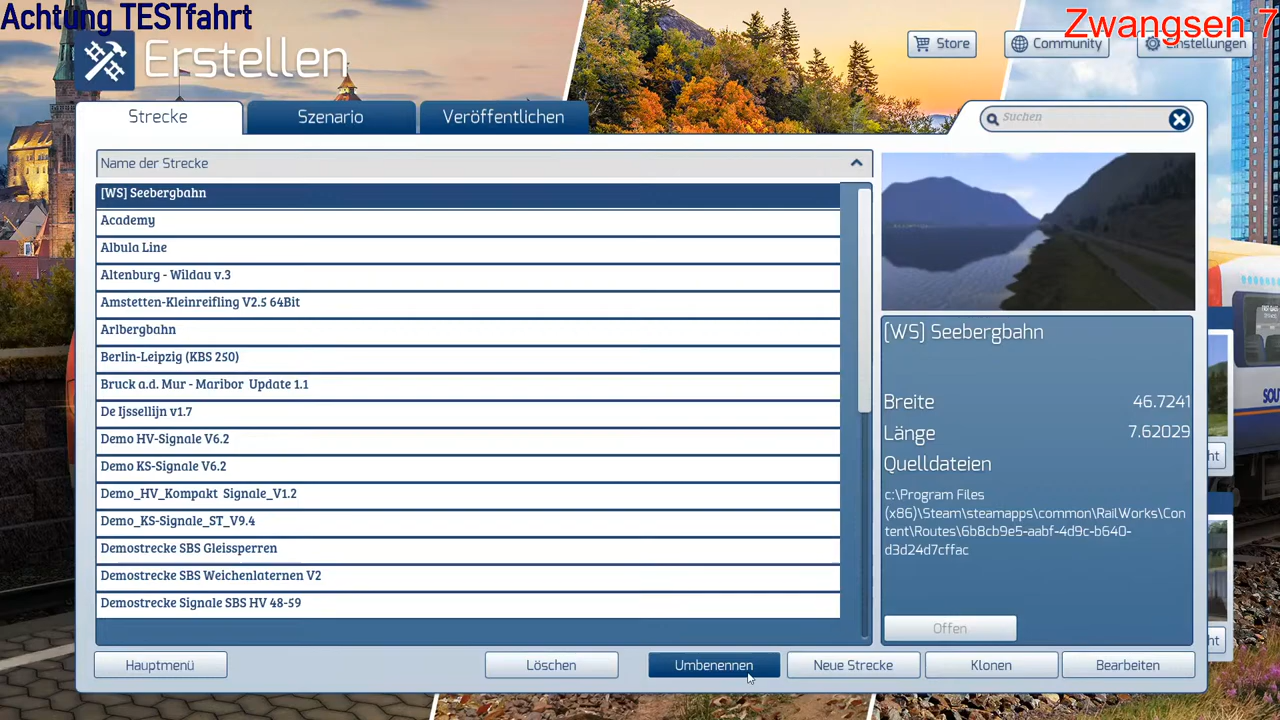 Achtung TESTfahrt
Zwangsen 7
Erstellen
Store
Community
Einstellungen
Strecke
Szenario
Veröffentlichen
Suchen
Name der Strecke
[WS] Seebergbahn
Academy
Albula Line
Altenburg - Wildau v.3
Amstetten-Kleinreifling V2.5 64Bit
Arlbergbahn
Berlin-Leipzig (KBS 250)
Bruck a.d. Mur - Maribor Update 1.1
De Ijssellijn v1.7
Demo HV-Signale V6.2
Demo KS-Signale V6.2
Demo_HV_Kompakt Signale_V1.2
Demo_KS-Signale_ST_V9.4
Demostrecke SBS Gleissperren
Demostrecke SBS Weichenlaternen V2
Demostrecke Signale SBS HV 48-59
[WS] Seebergbahn
Breite 46.7241
Länge 7.62029
Quelldateien
c:\Program Files
(x86)\Steam\steamapps\common\RailWorks\Con
tent\Routes\6b8cb9e5-aabf-4d9c-b640-
d3d24d7cffac
Offen
Hauptmenü
Löschen
Umbenennen
Neue Strecke
Klonen
Bearbeiten
ht
ht